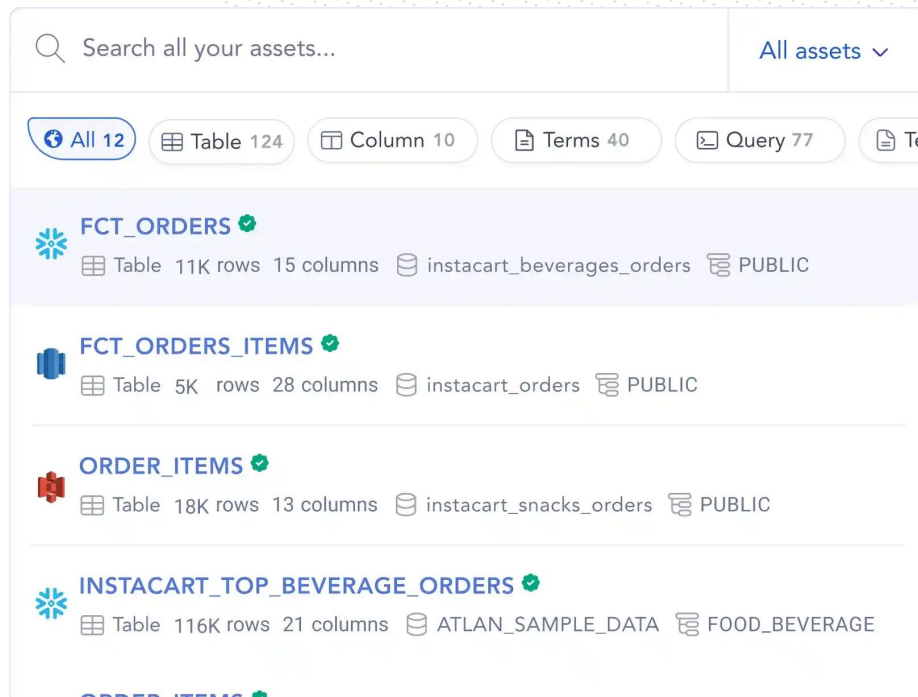 Search all your assets...
All assets
All 12
Table 124
Column 10
Terms 40
Query 77
FCT_ORDERS
Table 11K rows 15 columns instacart_beverages_orders PUBLIC
FCT_ORDERS_ITEMS
Table 5K rows 28 columns instacart_orders PUBLIC
ORDER_ITEMS
Table 18K rows 13 columns instacart_snacks_orders PUBLIC
INSTACART_TOP_BEVERAGE_ORDERS
Table 116K rows 21 columns ATLAN_SAMPLE_DATA FOOD_BEVERAGE
ORDER_ITEMS